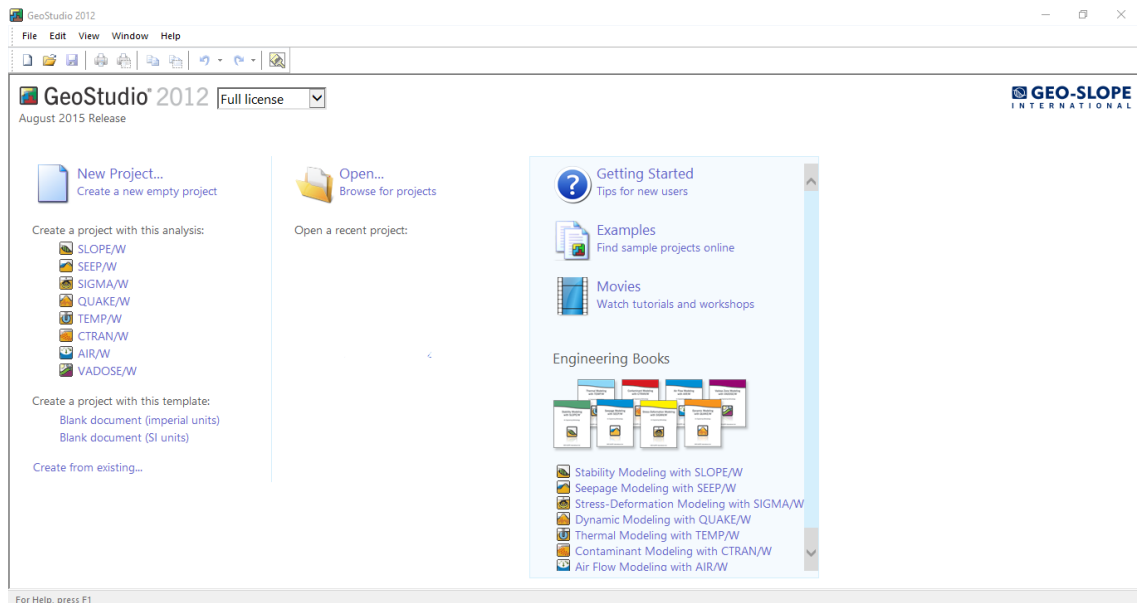 GeoStudio 2012
File Edit View Window Help
GeoStudio® 2012 Full license
August 2015 Release
GEO-SLOPE
INTERNATIONAL
New Project...
Create a new empty project
Create a project with this analysis:
SLOPE/W
SEEP/W
SIGMA/W
QUAKE/W
TEMP/W
CTRAN/W
AIR/W
VADOSE/W
Create a project with this template:
Blank document (imperial units)
Blank document (SI units)
Create from existing...
Open...
Browse for projects
Open a recent project:
Getting Started
Tips for new users
Examples
Find sample projects online
Movies
Watch tutorials and workshops
Engineering Books
Stability Modeling with SLOPE/W
Seepage Modeling with SEEP/W
Stress-Deformation Modeling with SIGMA/W
Dynamic Modeling with QUAKE/W
Thermal Modeling with TEMP/W
Contaminant Modeling with CTRAN/W
Air Flow Modeling with AIR/W
For Help, press F1